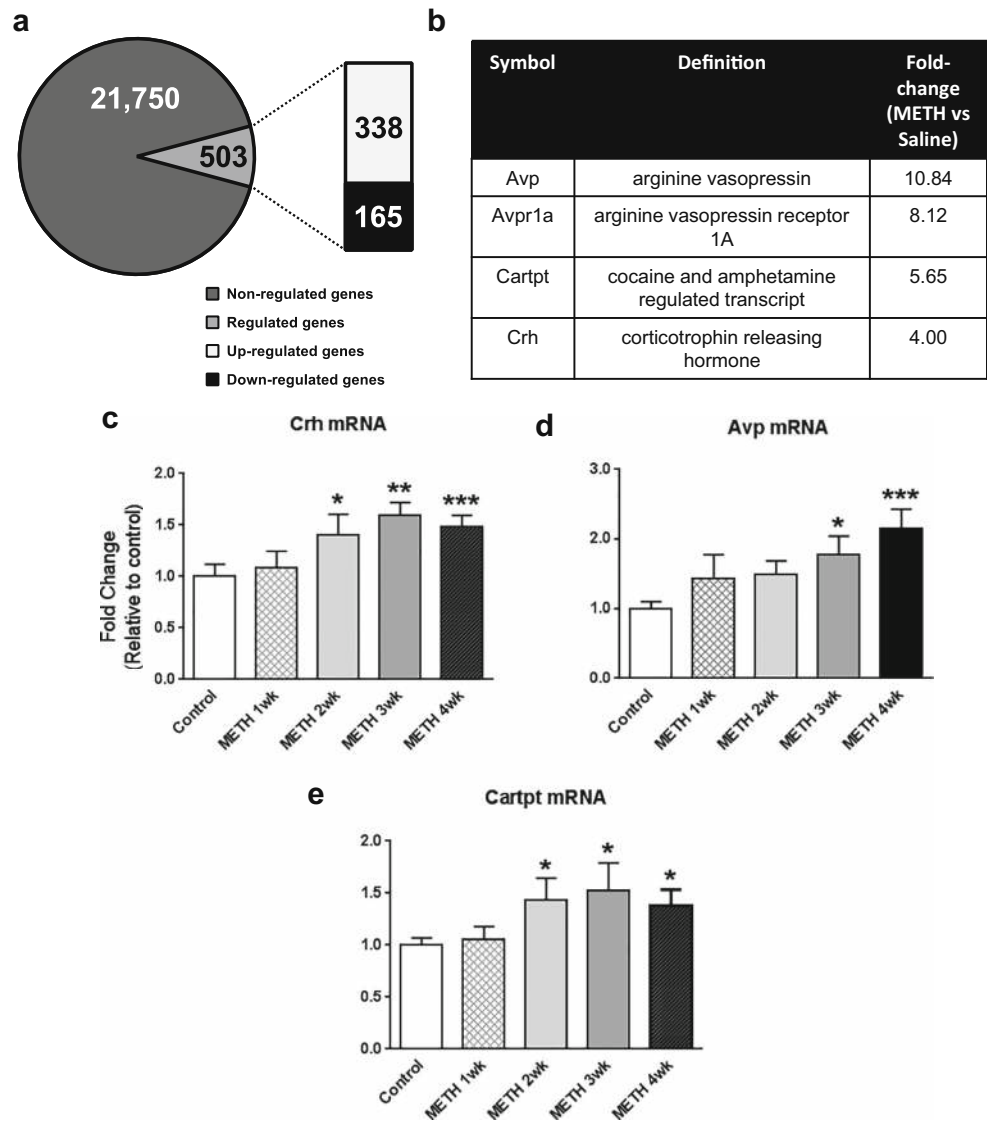 a
21,750
503
338
165
Non-regulated genes
Regulated genes
Up-regulated genes
Down-regulated genes
b
Symbol Definition Fold-
change
(METH vs
Saline)
Avp arginine vasopressin 10.84
Avpr1a arginine vasopressin receptor 8.12
1A
Cartpt cocaine and amphetamine 5.65
regulated transcript
Crh corticotrophin releasing 4.00
hormone
c
Crh mRNA
Fold Change
(Relative to control)
2.0
1.5
1.0
0.5
0.0
* ** ***
Control METH 1wk METH 2wk METH 3wk METH 4wk
d
Avp mRNA
3.0
2.0
1.0
0.0
* ***
Control METH 1wk METH 2wk METH 3wk METH 4wk
e
Cartpt mRNA
2.0
1.5
1.0
0.5
0.0
* * *
Control METH 1wk METH 2wk METH 3wk METH 4wk